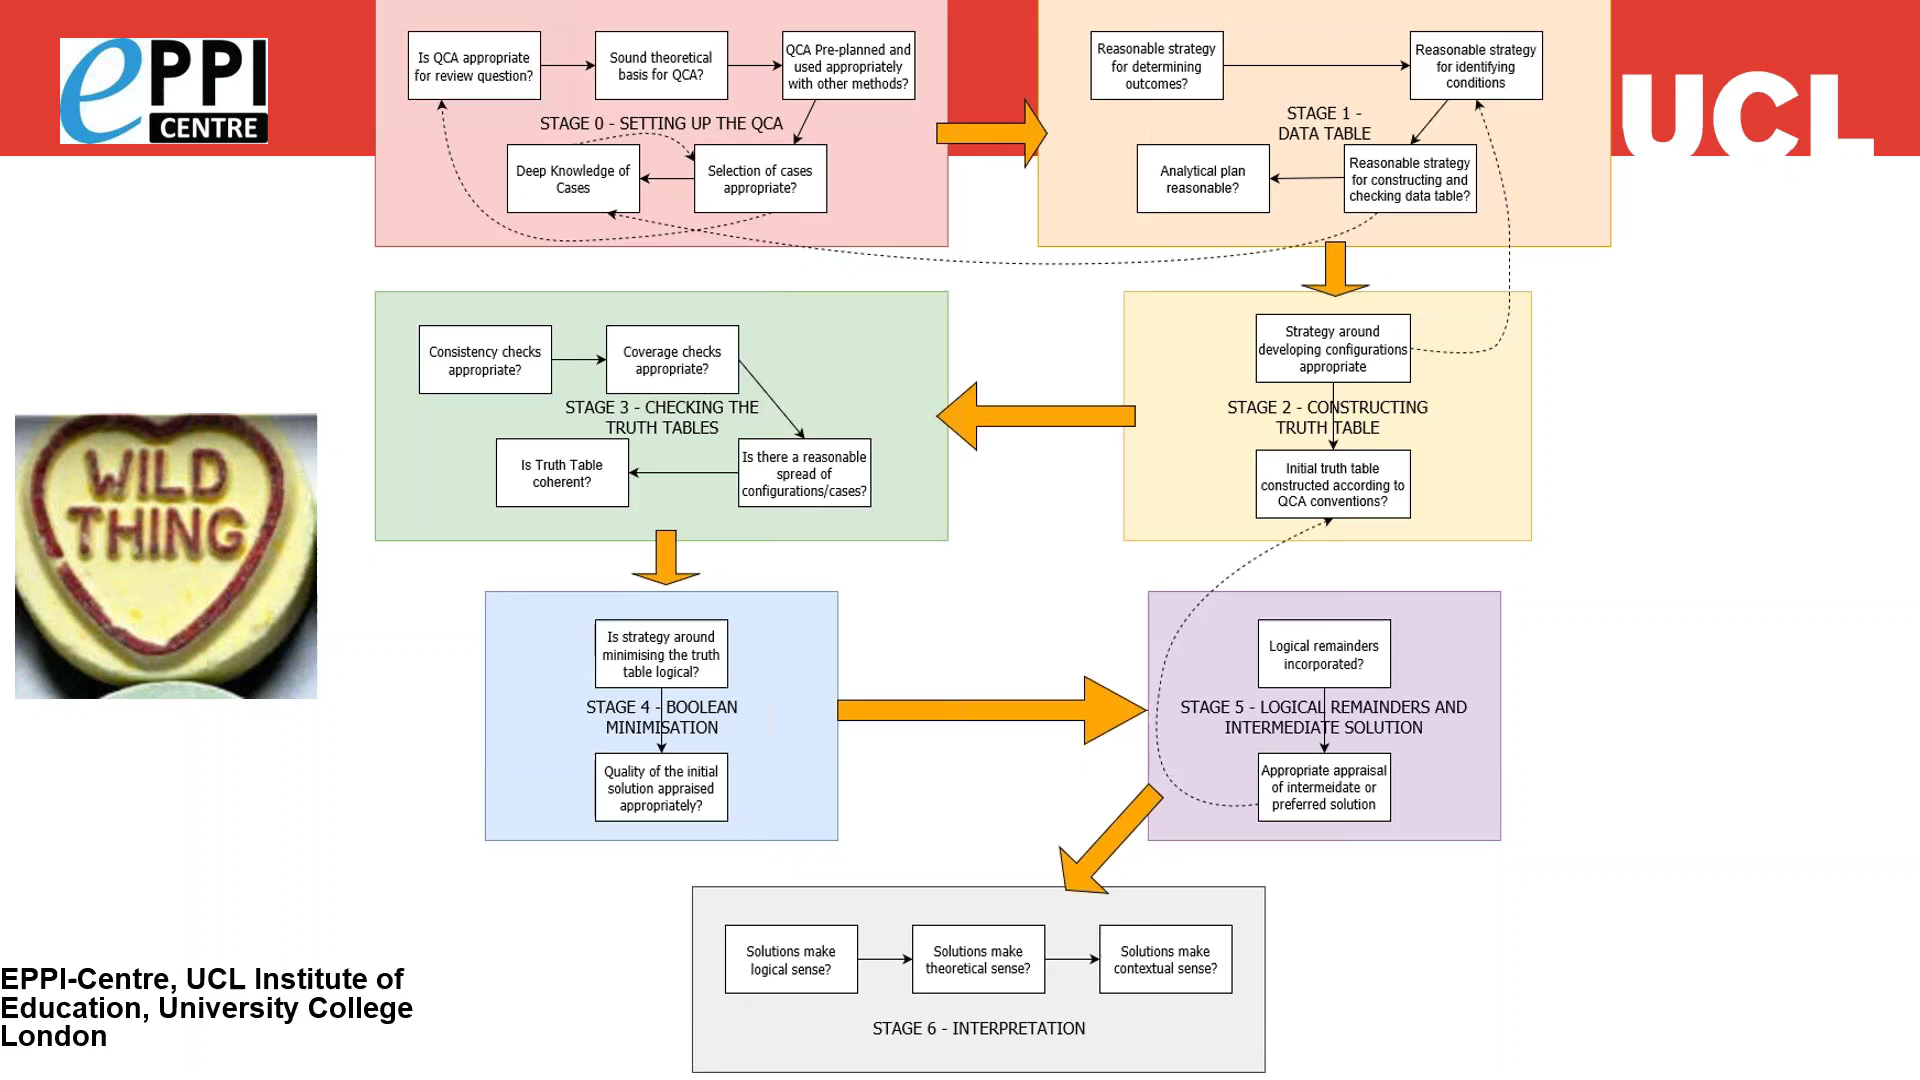 ePPI
CENTRE
UCL
Is QCA appropriate
for review question?
Sound theoretical
basis for QCA?
QCA Pre-planned and
used appropriately
with other methods?
STAGE 0 - SETTING UP THE QCA
Deep Knowledge of
Cases
Selection of cases
appropriate?
Reasonable strategy
for determining
outcomes?
Reasonable strategy
for identifying
conditions
STAGE 1 -
DATA TABLE
Analytical plan
reasonable?
Reasonable strategy
for constructing and
checking data table?
Consistency checks
appropriate?
Coverage checks
appropriate?
STAGE 3 - CHECKING THE
TRUTH TABLES
Is Truth Table
coherent?
Is there a reasonable
spread of
configurations/cases?
Strategy around
developing configurations
appropriate
STAGE 2 - CONSTRUCTING
TRUTH TABLE
Initial truth table
constructed according to
QCA conventions?
WILD
THING
Is strategy around
minimising the truth
table logical?
STAGE 4 - BOOLEAN
MINIMISATION
Quality of the initial
solution appraised
appropriately?
Logical remainders
incorporated?
STAGE 5 - LOGICAL REMAINDERS AND
INTERMEDIATE SOLUTION
Appropriate appraisal
of intermeidate or
preferred solution
Solutions make
logical sense?
Solutions make
theoretical sense?
Solutions make
contextual sense?
STAGE 6 - INTERPRETATION
EPPI-Centre, UCL Institute of
Education, University College
London